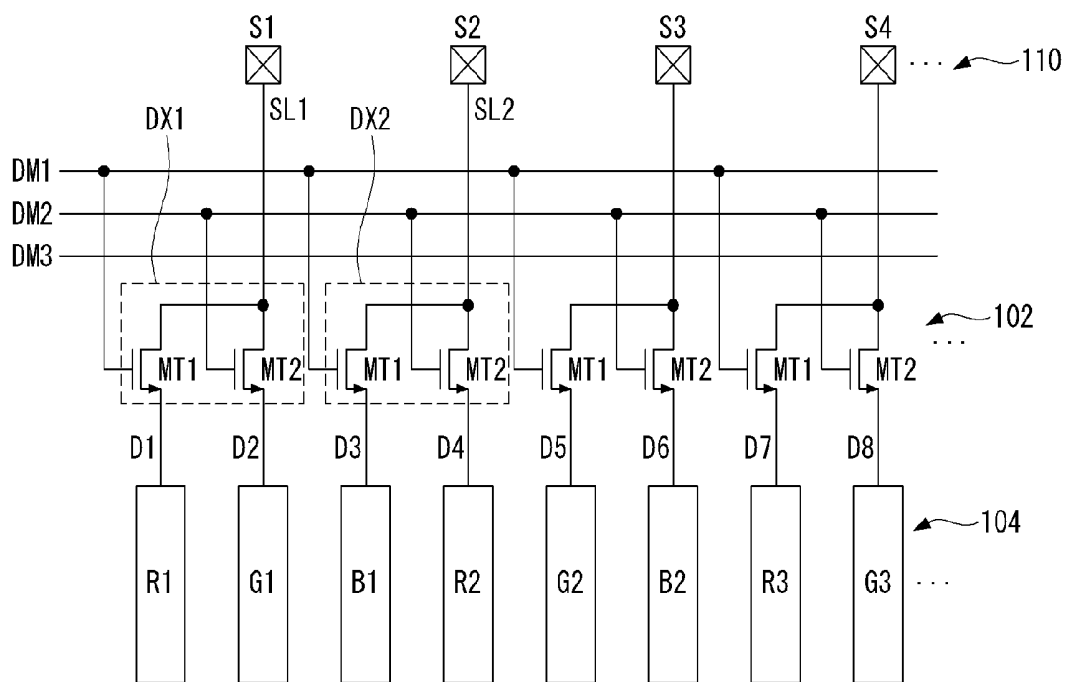 S1 S2 S3 S4
... 110
SL1 SL2
DX1 DX2
DM1
DM2
DM3
102
...
MT1 MT2 MT1 MT2 MT1 MT2 MT1 MT2
D1 D2 D3 D4 D5 D6 D7 D8
104
R1 G1 B1 R2 G2 B2 R3 G3 ...